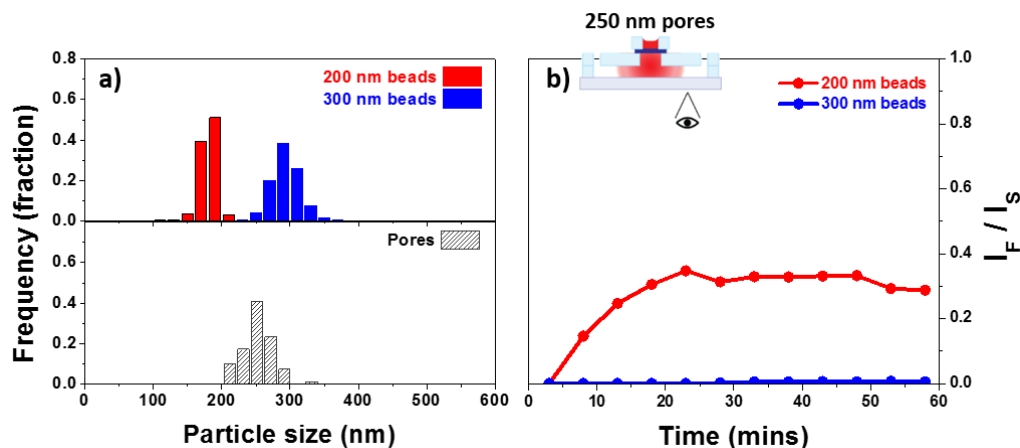 250 nm pores
a)
200 nm beads
300 nm beads
0.8
0.6
0.4
0.2
0.0
Pores
0.6
0.4
0.2
0.0
Frequency (fraction)
0
100
200
300
400
500
600
Particle size (nm)
b)
200 nm beads
300 nm beads
1.0
0.8
0.6
0.4
0.2
0.0
I_F / I_S
0
10
20
30
40
50
60
Time (mins)